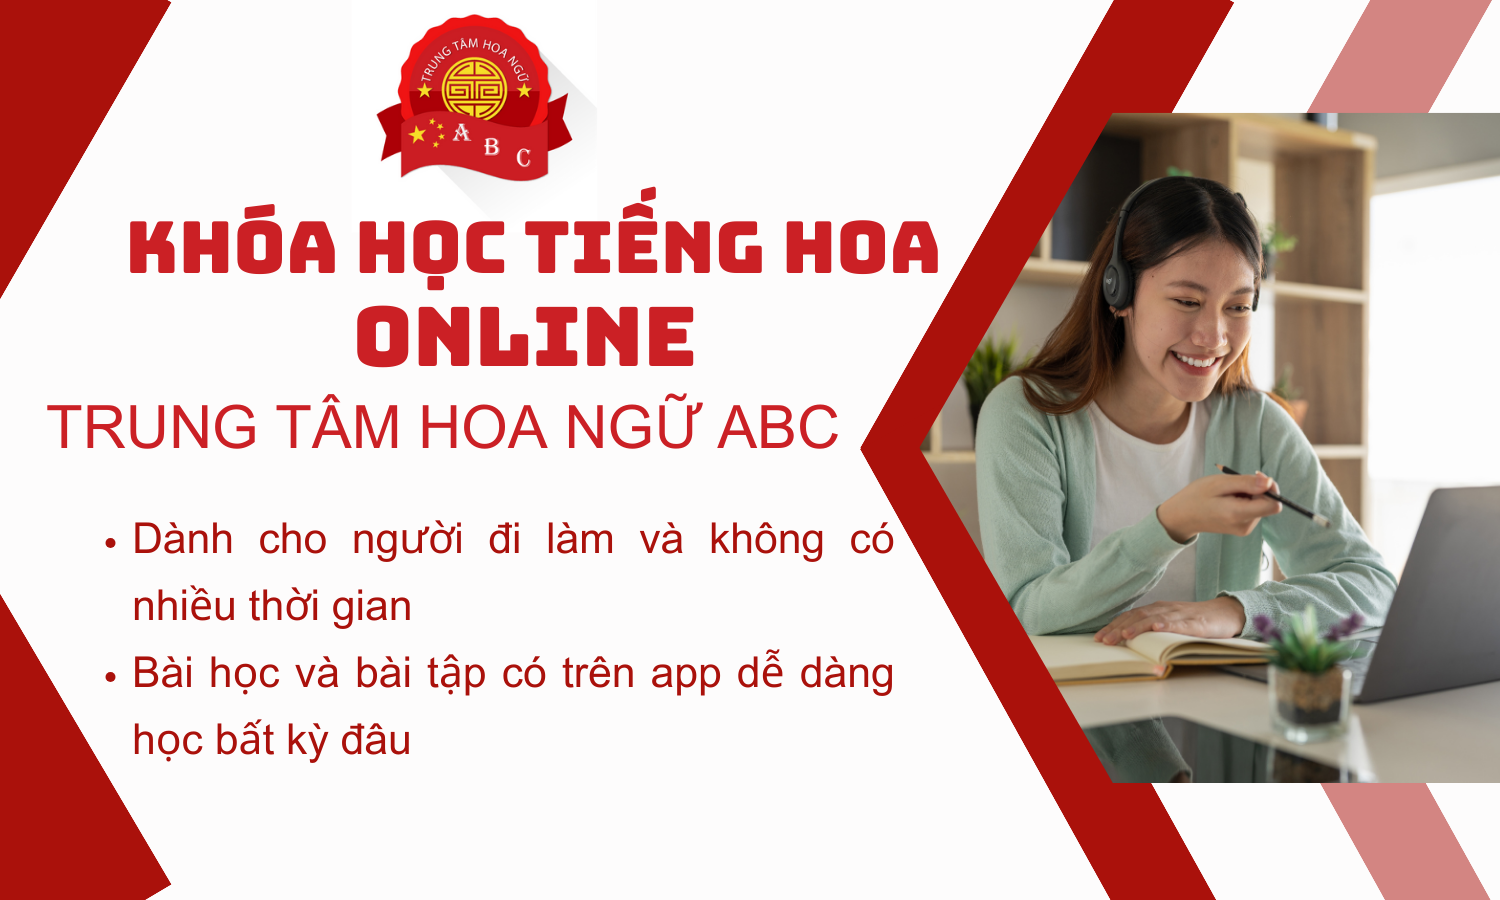 TRUNG TÂM HOA NGỮ
A B C
KHÓA HỌC TIẾNG HOA
ONLINE
TRUNG TÂM HOA NGỮ ABC
• Dành cho người đi làm và không có
nhiều thời gian
• Bài học và bài tập có trên app dễ dàng
học bất kỳ đâu